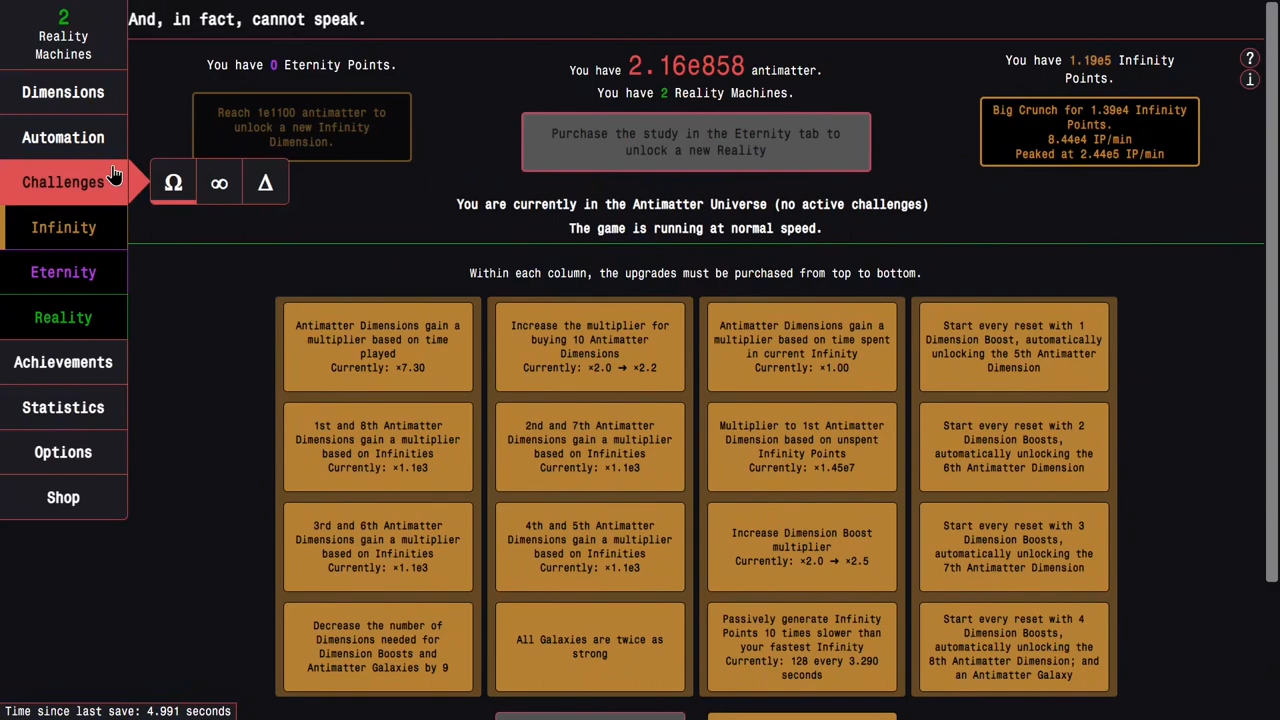 2
Reality
Machines
Dimensions
Automation
Challenges
Infinity
Eternity
Reality
Achievements
Statistics
Options
Shop
Ω
∞
Δ
And, in fact, cannot speak.
You have 0 Eternity Points.
Reach 1e1100 antimatter to
unlock a new Infinity
Dimension.
You have 2.16e858 antimatter.
You have 2 Reality Machines.
Purchase the study in the Eternity tab to
unlock a new Reality
You have 1.19e5 Infinity
Points.
Big Crunch for 1.39e4 Infinity
Points.
8.44e4 IP/min
Peaked at 2.44e5 IP/min
?
i
You are currently in the Antimatter Universe (no active challenges)
The game is running at normal speed.
Within each column, the upgrades must be purchased from top to bottom.
Antimatter Dimensions gain a
multiplier based on time
played
Currently: ×7.30
Increase the multiplier for
buying 10 Antimatter
Dimensions
Currently: ×2.0 ➜ ×2.2
Antimatter Dimensions gain a
multiplier based on time spent
in current Infinity
Currently: ×1.00
Start every reset with 1
Dimension Boost, automatically
unlocking the 5th Antimatter
Dimension
1st and 8th Antimatter
Dimensions gain a multiplier
based on Infinities
Currently: ×1.1e3
2nd and 7th Antimatter
Dimensions gain a multiplier
based on Infinities
Currently: ×1.1e3
Multiplier to 1st Antimatter
Dimension based on unspent
Infinity Points
Currently: ×1.45e7
Start every reset with 2
Dimension Boosts,
automatically unlocking the
6th Antimatter Dimension
3rd and 6th Antimatter
Dimensions gain a multiplier
based on Infinities
Currently: ×1.1e3
4th and 5th Antimatter
Dimensions gain a multiplier
based on Infinities
Currently: ×1.1e3
Increase Dimension Boost
multiplier
Currently: ×2.0 ➜ ×2.5
Start every reset with 3
Dimension Boosts,
automatically unlocking the
7th Antimatter Dimension
Decrease the number of
Dimensions needed for
Dimension Boosts and
Antimatter Galaxies by 9
All Galaxies are twice as
strong
Passively generate Infinity
Points 10 times slower than
your fastest Infinity
Currently: 128 every 3.290
seconds
Start every reset with 4
Dimension Boosts,
automatically unlocking the
8th Antimatter Dimension; and
an Antimatter Galaxy
Time since last save: 4.991 seconds